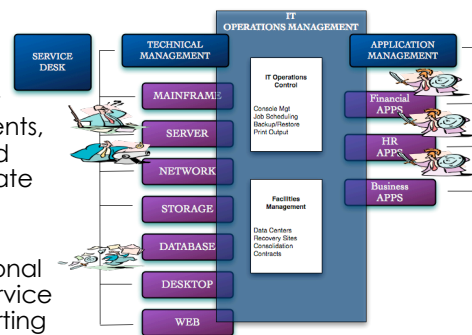 IT
OPERATIONS MANAGEMENT
SERVICE
DESK
TECHNICAL
MANAGEMENT
APPLICATION
MANAGEMENT
MAINFRAME
SERVER
NETWORK
STORAGE
DATABASE
DESKTOP
WEB
IT Operations
Control
Console Mgt
Job Scheduling
Backup/Restore
Print Output
Facilities
Management
Data Centers
Recovery Sites
Consolidation
Contracts
Financial
APPS
HR
APPS
Business
APPS
ents,
d
ate
onal
ervice
rting